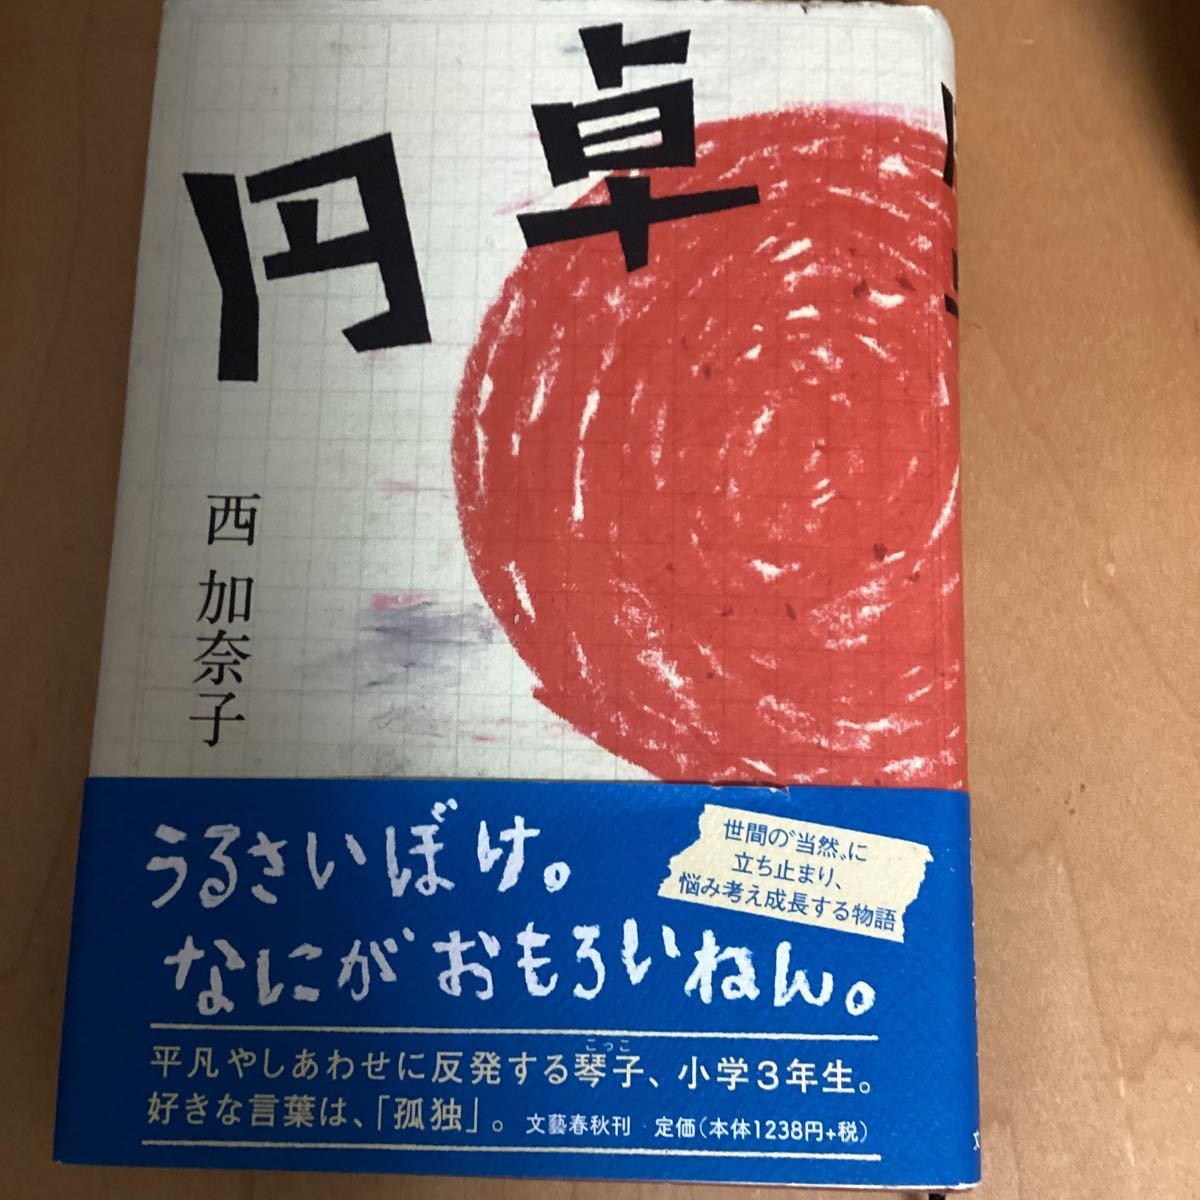 円卓
西 加奈子
うるさいぼけ。
なにがおもろいねん。
世間の〝当然〟に
立ち止まり、
悩み考え成長する物語
こっこ
平凡やしあわせに反発する琴子、小学3年生。
好きな言葉は、「孤独」。 文藝春秋刊 定価(本体1238円+税)